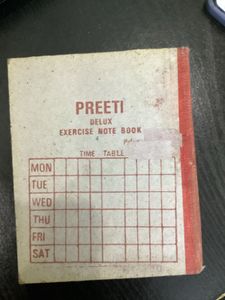 PREETI
DELUX
EXERCISE NOTE BOOK
TIME TABLE
MON
TUE
WED
THU
FRI
SAT